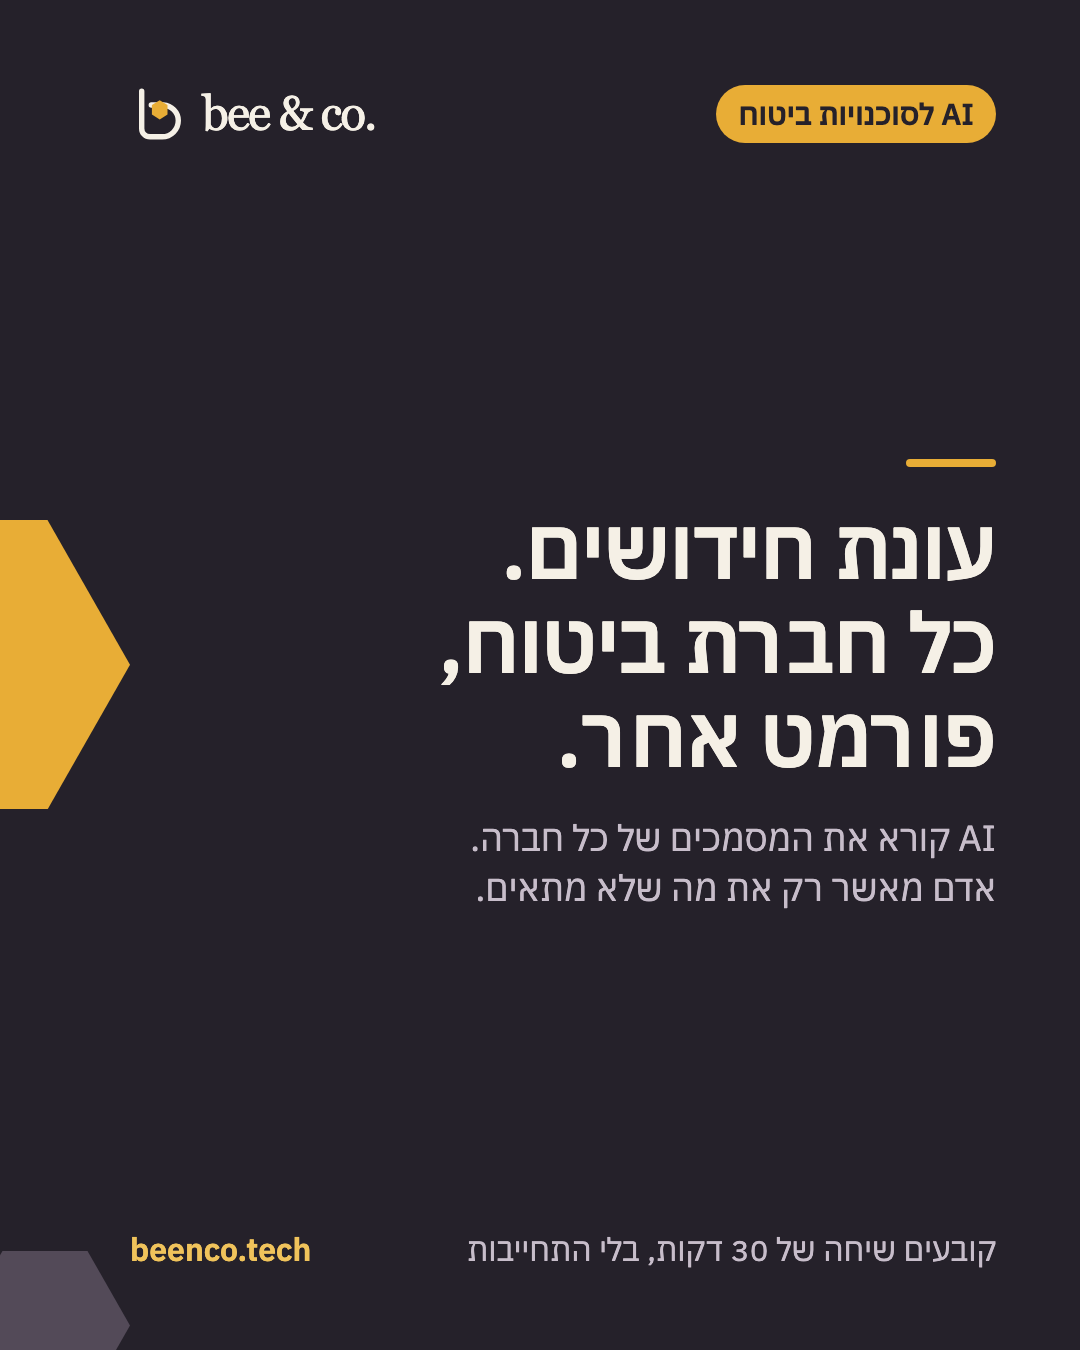 AI לסוכנויות ביטוח
bee & co.
עונת חידושים.
כל חברת ביטוח,
פורמט אחר.
AI קורא את המסמכים של כל חברה.
אדם מאשר רק את מה שלא מתאים.
קובעים שיחה של 30 דקות, בלי התחייבות
beenco.tech